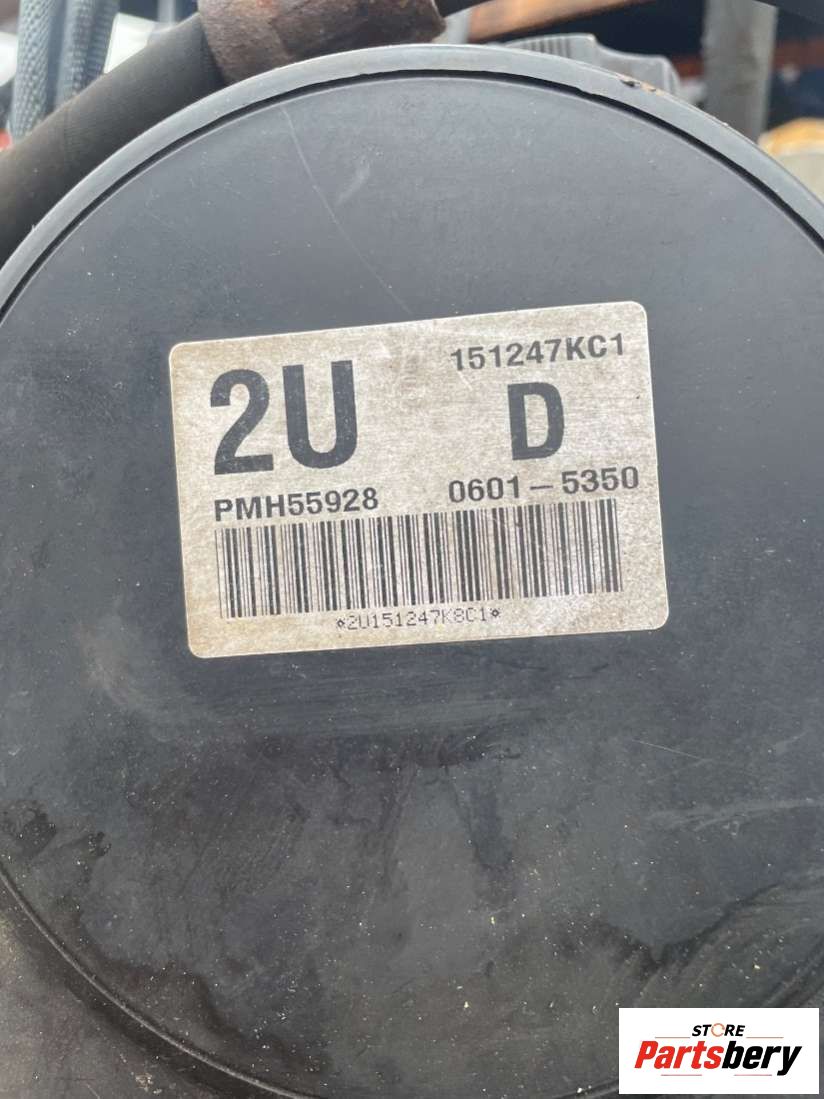 2U
151247KC1
D
PMH55928
0601-5350
*2U151247K8C1*
STORE
Partsbery